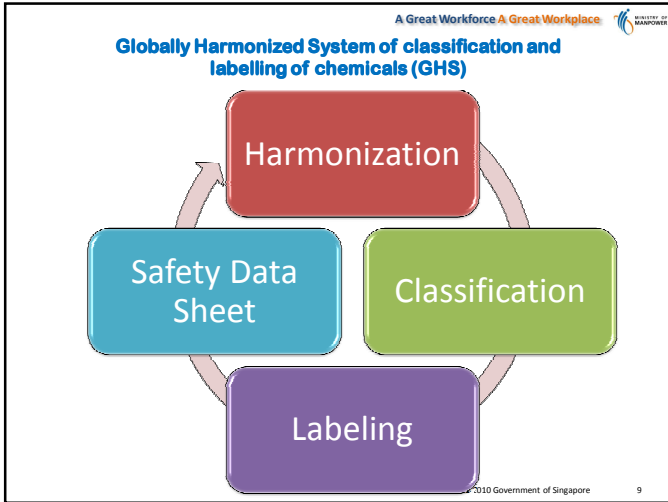 A Great Workforce A Great Workplace
MINISTRY OF
MANPOWER
Globally Harmonized System of classification and
labelling of chemicals (GHS)
Harmonization
Safety Data
Sheet
Classification
Labeling
2010 Government of Singapore
9